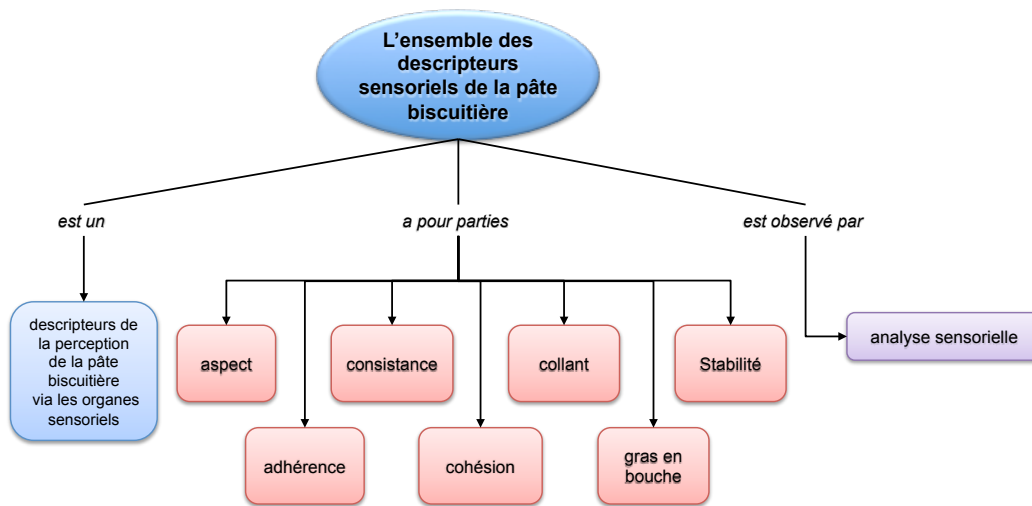 L'ensemble des
descripteurs
sensoriels de la pâte
biscuitière
est un
a pour parties
est observé par
descripteurs de
la perception
de la pâte
biscuitière
via les organes
sensoriels
aspect
consistance
collant
Stabilité
analyse sensorielle
adhérence
cohésion
gras en
bouche